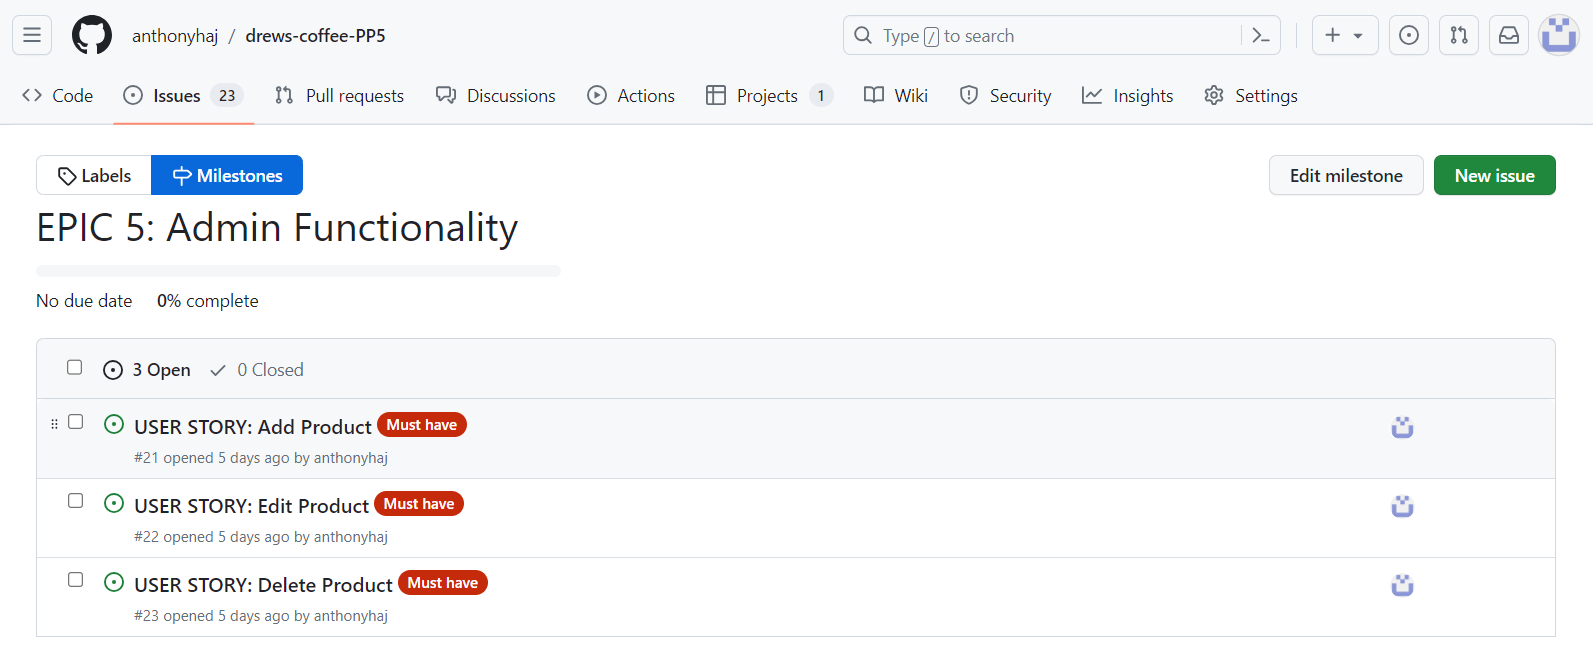 anthonyhaj / drews-coffee-PP5
Type / to search
Code
Issues 23
Pull requests
Discussions
Actions
Projects 1
Wiki
Security
Insights
Settings
Labels
Milestones
Edit milestone
New issue
EPIC 5: Admin Functionality
No due date 0% complete
3 Open 0 Closed
USER STORY: Add Product Must have
#21 opened 5 days ago by anthonyhaj
USER STORY: Edit Product Must have
#22 opened 5 days ago by anthonyhaj
USER STORY: Delete Product Must have
#23 opened 5 days ago by anthonyhaj